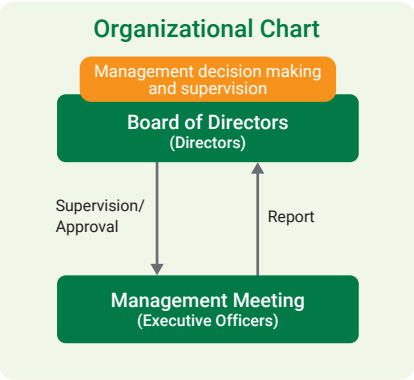 Organizational Chart
Management decision making
and supervision
Board of Directors
(Directors)
Supervision/
Approval
Report
Management Meeting
(Executive Officers)